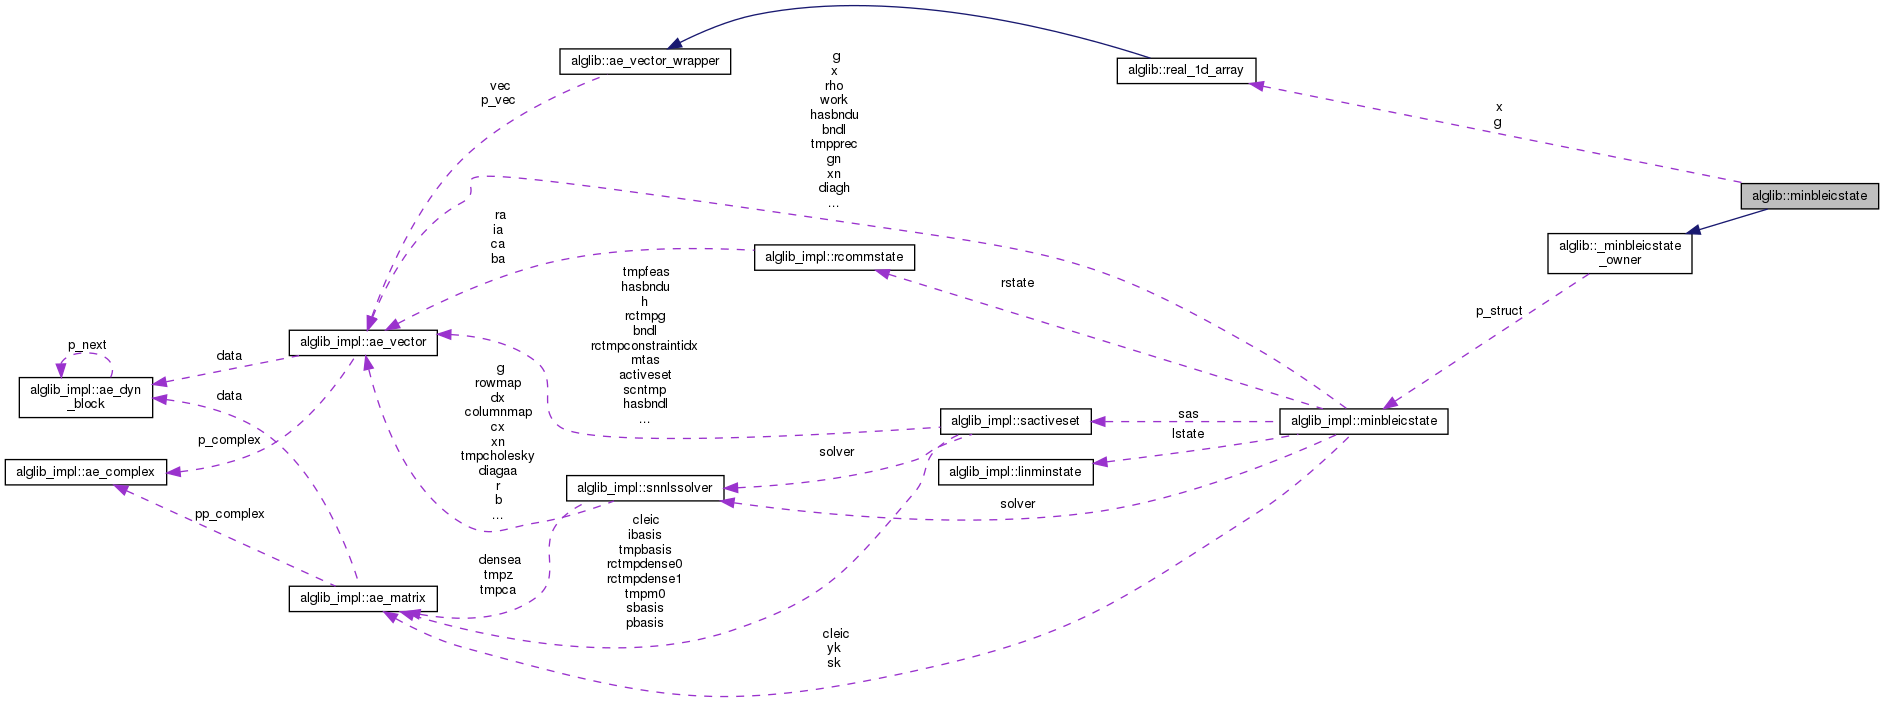 alglib::ae_vector_wrapper
alglib::real_1d_array
g
x
rho
work
hasbndu
bndl
tmpprec
gn
xn
diagh
...
vec
p_vec
x
g
alglib::minbleicstate
ra
ia
ca
ba
alglib_impl::rcommstate
alglib::_minbleicstate
_owner
rstate
p_struct
tmpfeas
hasbndu
h
rctmpg
bndl
rctmpconstraintidx
mtas
activeset
scntmp
hasbndl
...
alglib_impl::ae_vector
p_next
data
alglib_impl::ae_dyn
_block
data
g
rowmap
dx
columnmap
cx
xn
tmpcholesky
diagaa
r
b
...
alglib_impl::sactiveset
sas
alglib_impl::minbleicstate
lstate
p_complex
solver
alglib_impl::ae_complex
alglib_impl::linminstate
alglib_impl::snnlssolver
solver
pp_complex
cleic
ibasis
tmpbasis
rctmpdense0
rctmpdense1
tmpm0
sbasis
pbasis
densea
tmpz
tmpca
alglib_impl::ae_matrix
cleic
yk
sk